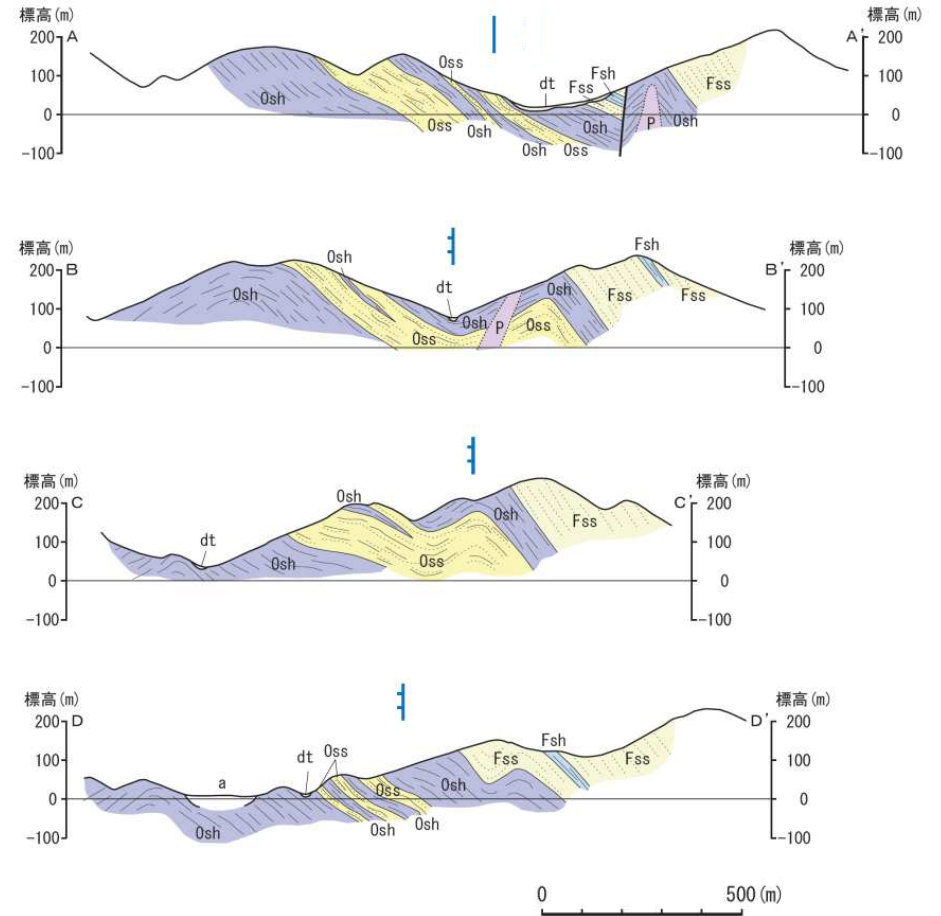 標高(m)
標高(m)
200
A
A'
200
100
100
0
0
-100
-100
Oss
dt
Fss
Fsh
Fss
Osh
Oss
Osh
Osh
Oss
Osh
P
Osh
標高(m)
標高(m)
200
B
B'
200
100
100
0
0
-100
-100
Osh
Osh
dt
Fsh
Osh
Fss
Fss
Osh
P
Oss
Oss
標高(m)
標高(m)
200
C
C'
200
100
100
0
0
-100
-100
Osh
Osh
Fss
dt
Osh
Oss
標高(m)
標高(m)
200
D
D'
200
100
100
0
0
-100
-100
a
dt
Oss
Fsh
Fss
Fss
Oss
Osh
Osh
Osh
Osh
0
500(m)